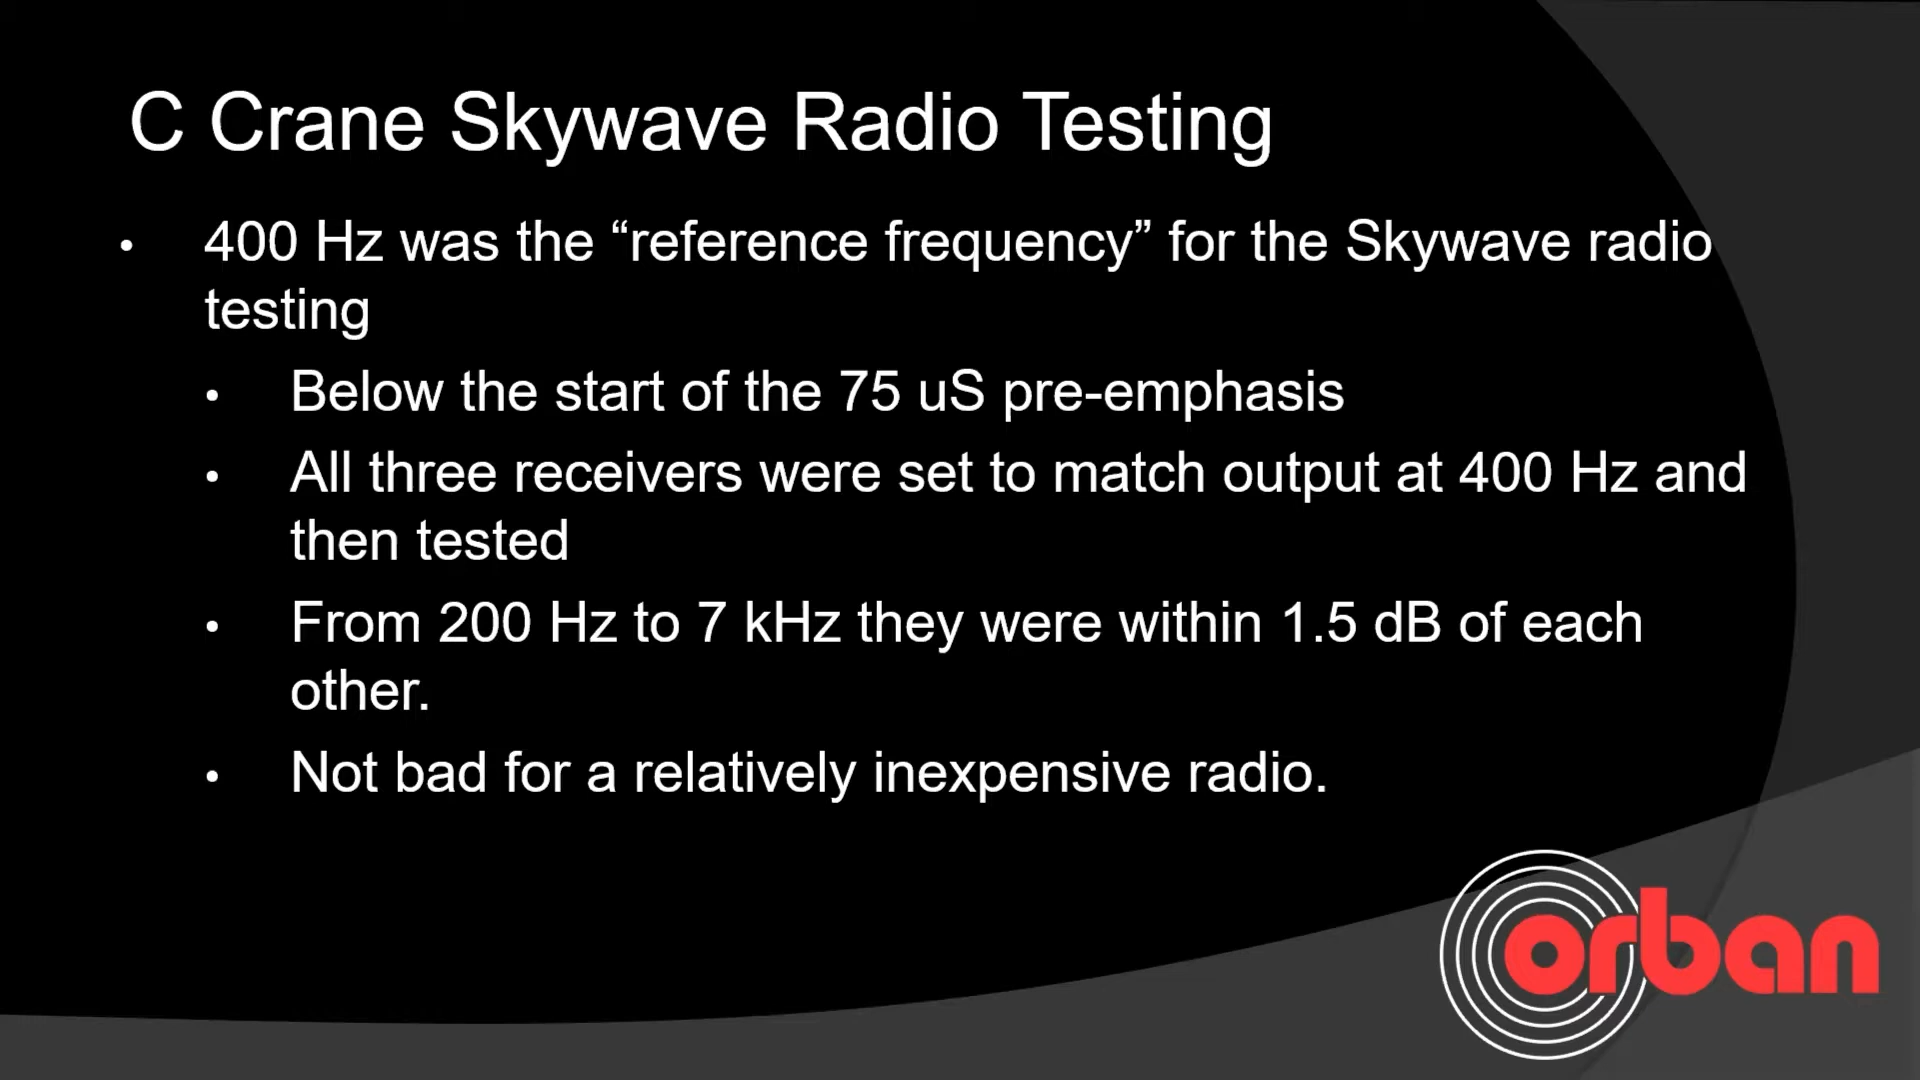 C Crane Skywave Radio Testing
• 400 Hz was the “reference frequency” for the Skywave radio
testing
• Below the start of the 75 uS pre-emphasis
• All three receivers were set to match output at 400 Hz and
then tested
• From 200 Hz to 7 kHz they were within 1.5 dB of each
other.
• Not bad for a relatively inexpensive radio.
orban